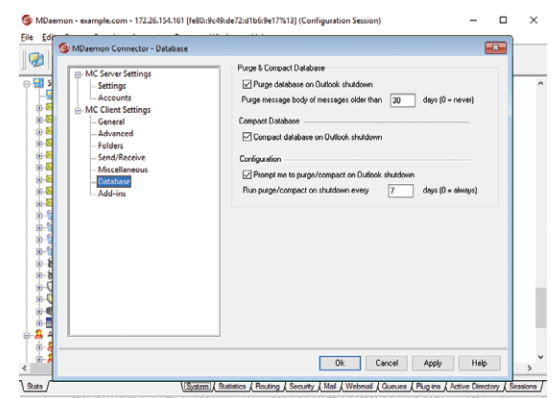 MDaemon - example.com - 172.26.154.161 [fe80::9c49:de72:d1b6:9e17%13] (Configuration Session)
File
MDaemon Connector - Database
MC Server Settings
Settings
Accounts
MC Client Settings
General
Advanced
Folders
Send/Receive
Miscellaneous
Database
Add-ins
Purge & Compact Database
Purge database on Outlook shutdown
Purge message body of messages older than 30 days (0 = never)
Compact Database
Compact database on Outlook shutdown
Configuration
Prompt me to purge/compact on Outlook shutdown
Run purge/compact on shutdown every 7 days (0 = always)
Ok Cancel Apply Help
Stats System Statistics Routing Security Mail Webmail Queues Plug-ins Active Directory Sessions